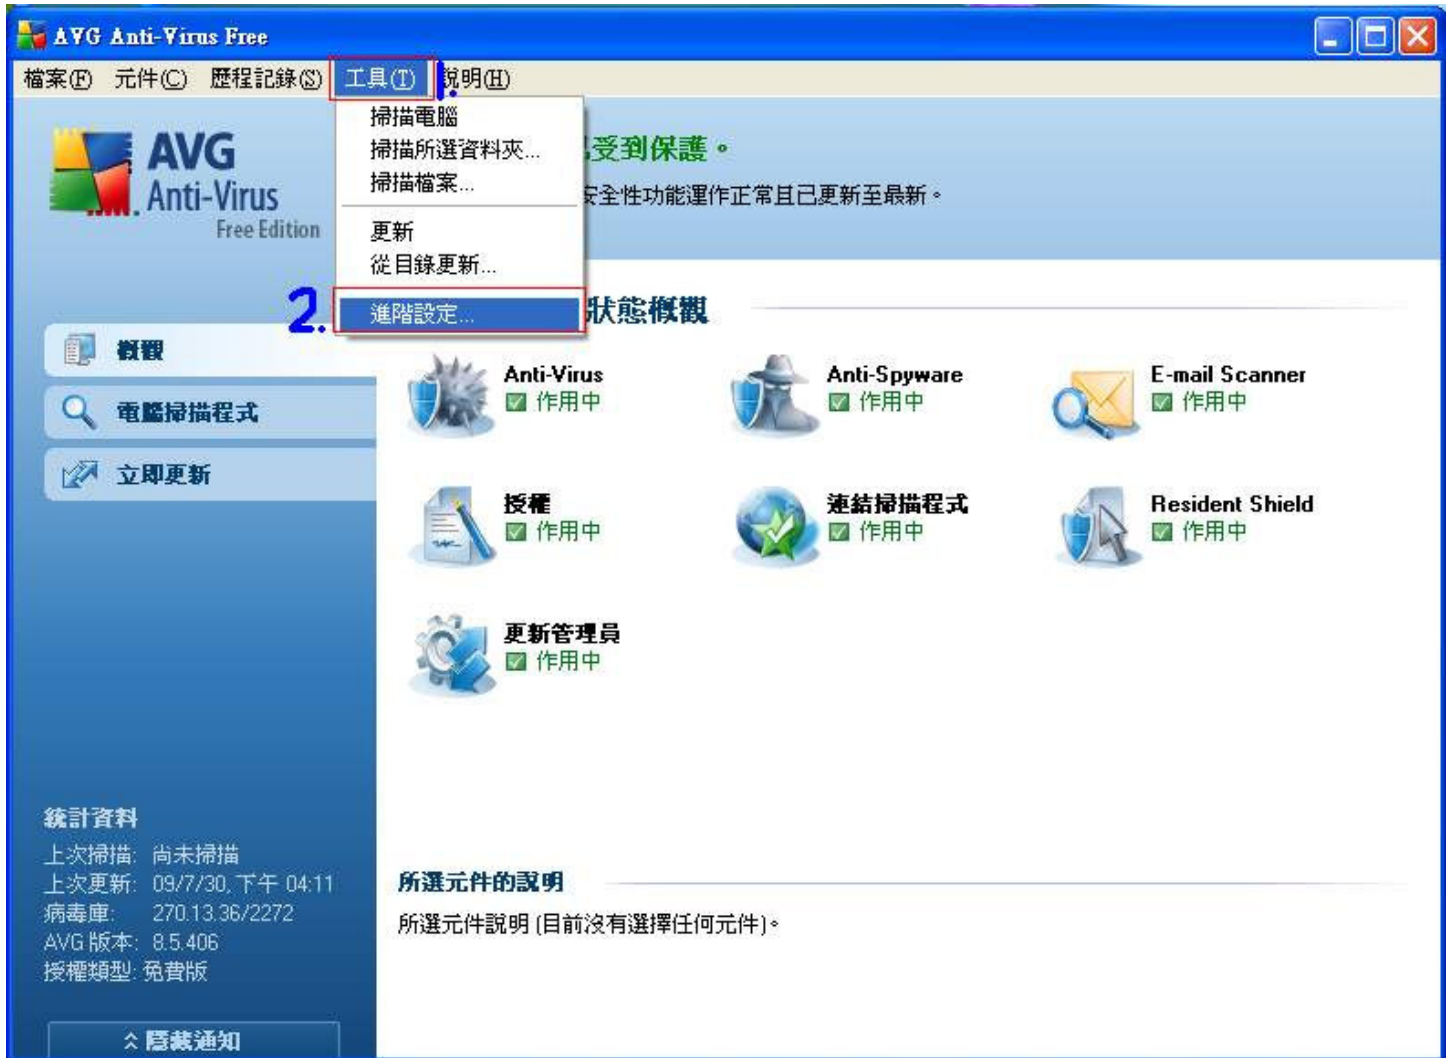 AVG Anti-Virus Free
檔案(F) 元件(C) 歷程記錄(S) 工具(T) 說明(H)
1.
掃描電腦
掃描所選資料夾...
掃描檔案...
更新
從目錄更新...
2.
進階設定...
AVG
Anti-Virus
Free Edition
受到保護。
安全性功能運作正常且已更新至最新。
狀態概觀
概觀
電腦掃描程式
立即更新
Anti-Virus
作用中
Anti-Spyware
作用中
E-mail Scanner
作用中
授權
作用中
連結掃描程式
作用中
Resident Shield
作用中
更新管理員
作用中
統計資料
上次掃描: 尚未掃描
上次更新: 09/7/30, 下午 04:11
病毒庫: 270.13.36/2272
AVG 版本: 8.5.406
授權類型: 免費版
隱藏通知
所選元件的說明
所選元件說明 (目前沒有選擇任何元件)。